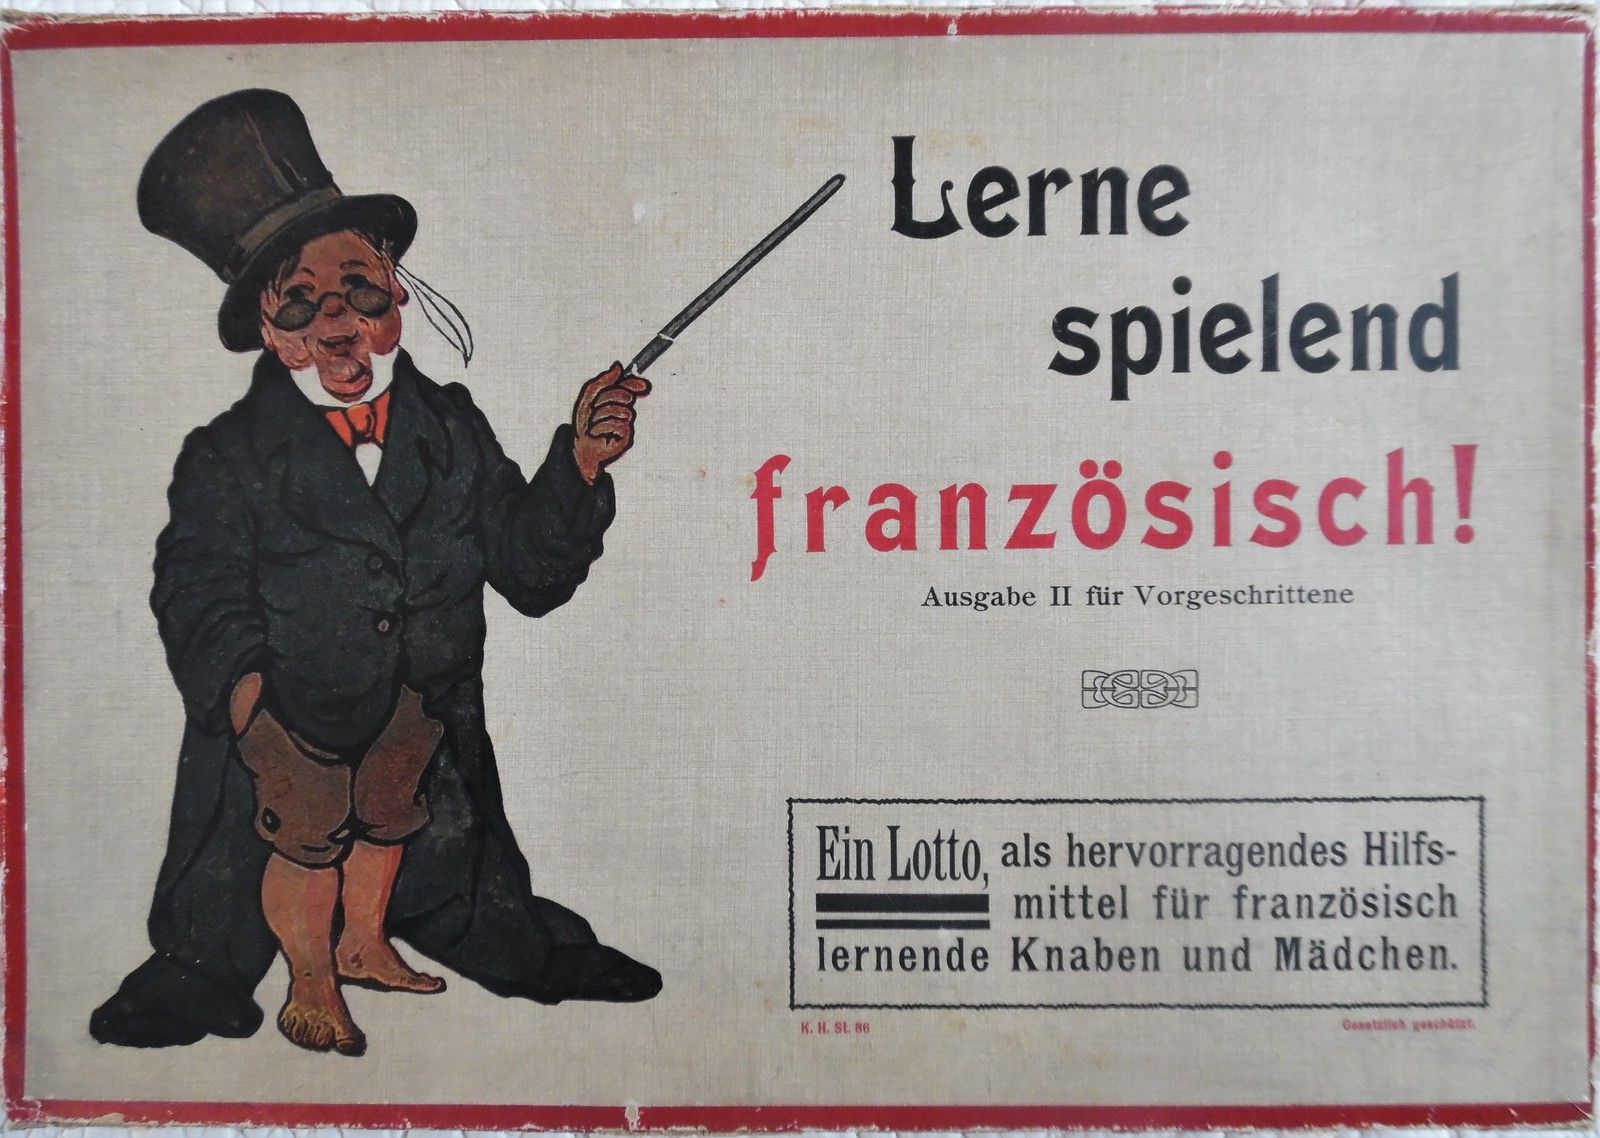 Lerne
spielend
französisch!
Ausgabe II für Vorgeschrittene
Ein Lotto, als hervorragendes Hilfs-
mittel für französisch
lernende Knaben und Mädchen.
K. H. St. 86
Gesetzlich geschützt.